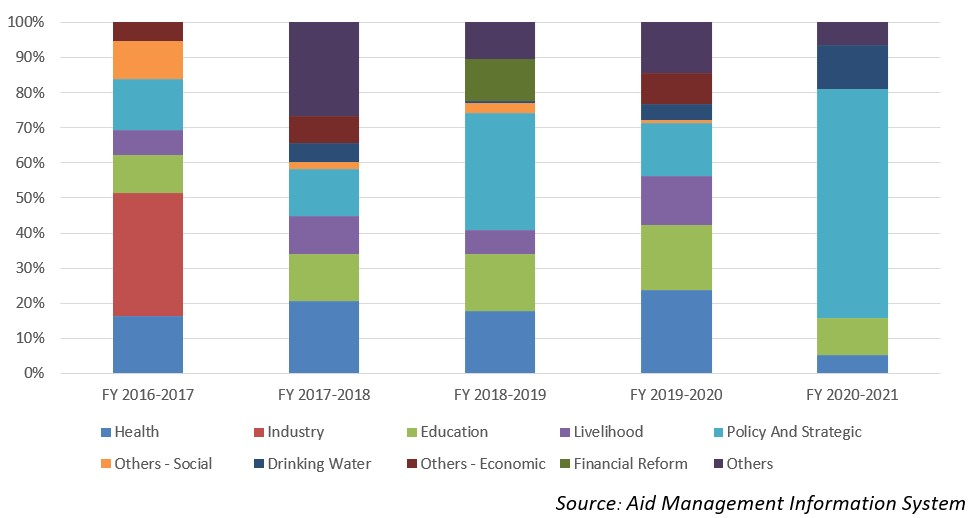 100%
90%
80%
70%
60%
50%
40%
30%
20%
10%
0%
FY 2016-2017 FY 2017-2018 FY 2018-2019 FY 2019-2020 FY 2020-2021
Health Industry Education Livelihood Policy And Strategic
Others - Social Drinking Water Others - Economic Financial Reform Others
Source: Aid Management Information System